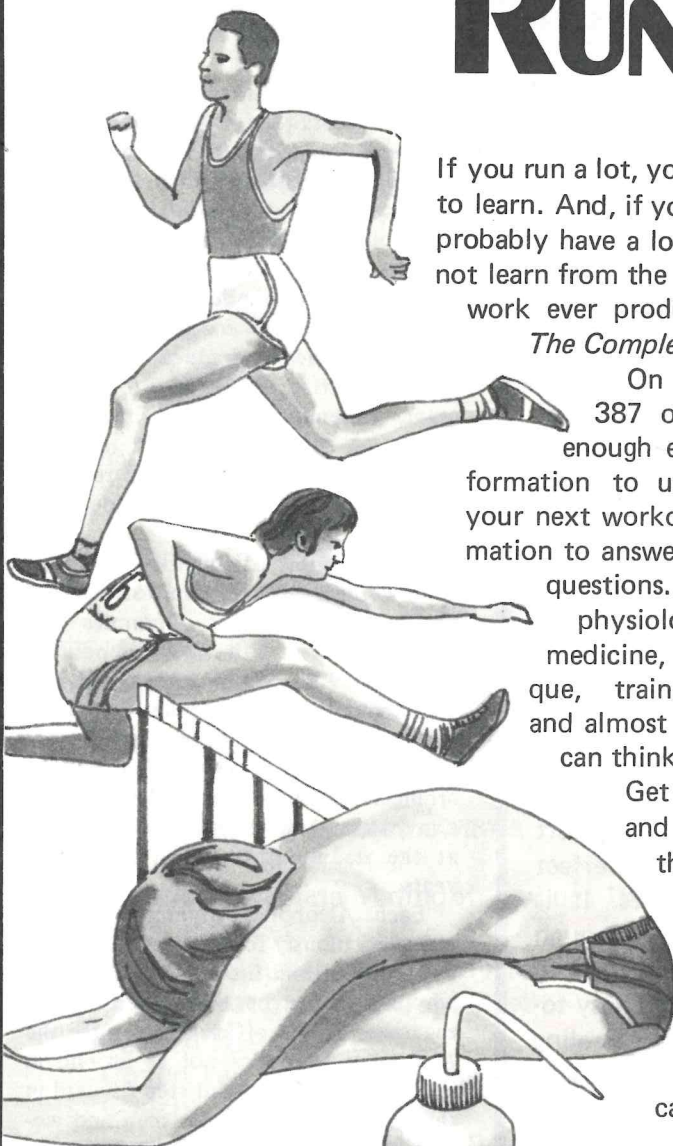 RUN
If you run a lot, yo
to learn. And, if yo
probably have a lo
not learn from the
work ever prod
The Comple
On
387 o
enough e
formation to u
your next worko
mation to answe
questions.
physiolo
medicine,
que, train
and almost
can think
Get
and
th
ca